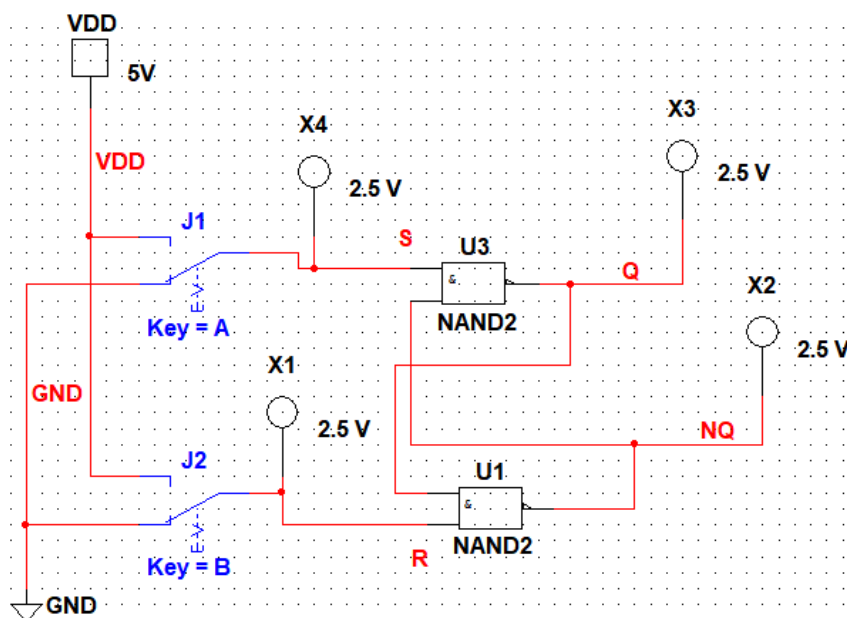 VDD
5V
VDD
X4
2.5 V
X3
2.5 V
J1
S
U3
&
Q
X2
2.5 V
Key = A
NAND2
X1
2.5 V
GND
NQ
J2
U1
&
Key = B
NAND2
R
GND